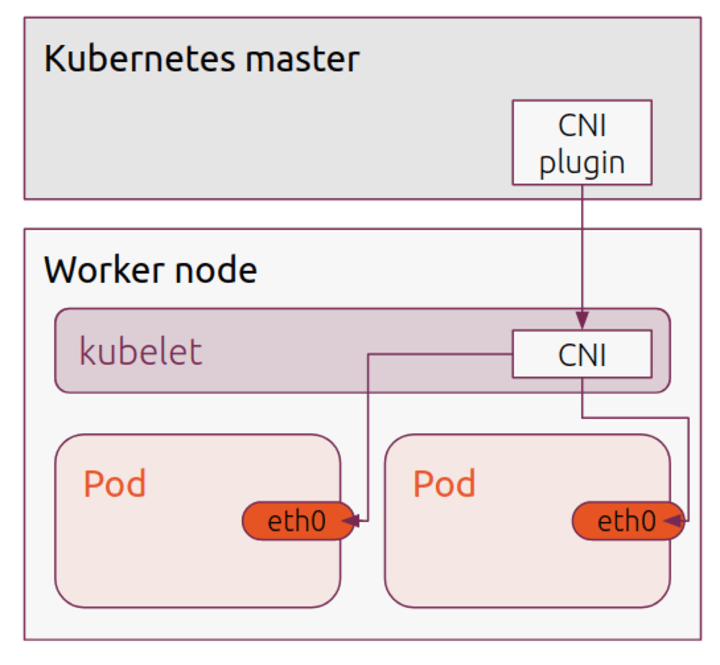 Kubernetes master
CNI
plugin
Worker node
kubelet
CNI
Pod
eth0
Pod
eth0